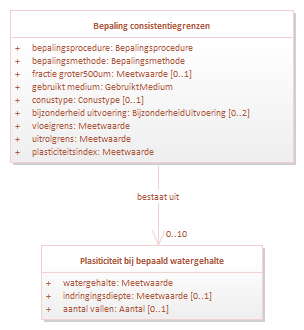 Bepaling consistentiegrenzen
+ bepalingsprocedure: Bepalingsprocedure
+ bepalingsmethode: Bepalingsmethode
+ fractie groter500um: Meetwaarde [0..1]
+ gebruikt medium: GebruiktMedium
+ conustype: Conustype [0..1]
+ bijzonderheid uitvoering: BijzonderheidUitvoering [0..2]
+ vloeigrens: Meetwaarde
+ uitrolgrens: Meetwaarde
+ plasticiteitsindex: Meetwaarde
bestaat uit
0..10
Plasiticiteit bij bepaald watergehalte
+ watergehalte: Meetwaarde
+ indringingsdiepte: Meetwaarde [0..1]
+ aantal vallen: Aantal [0..1]